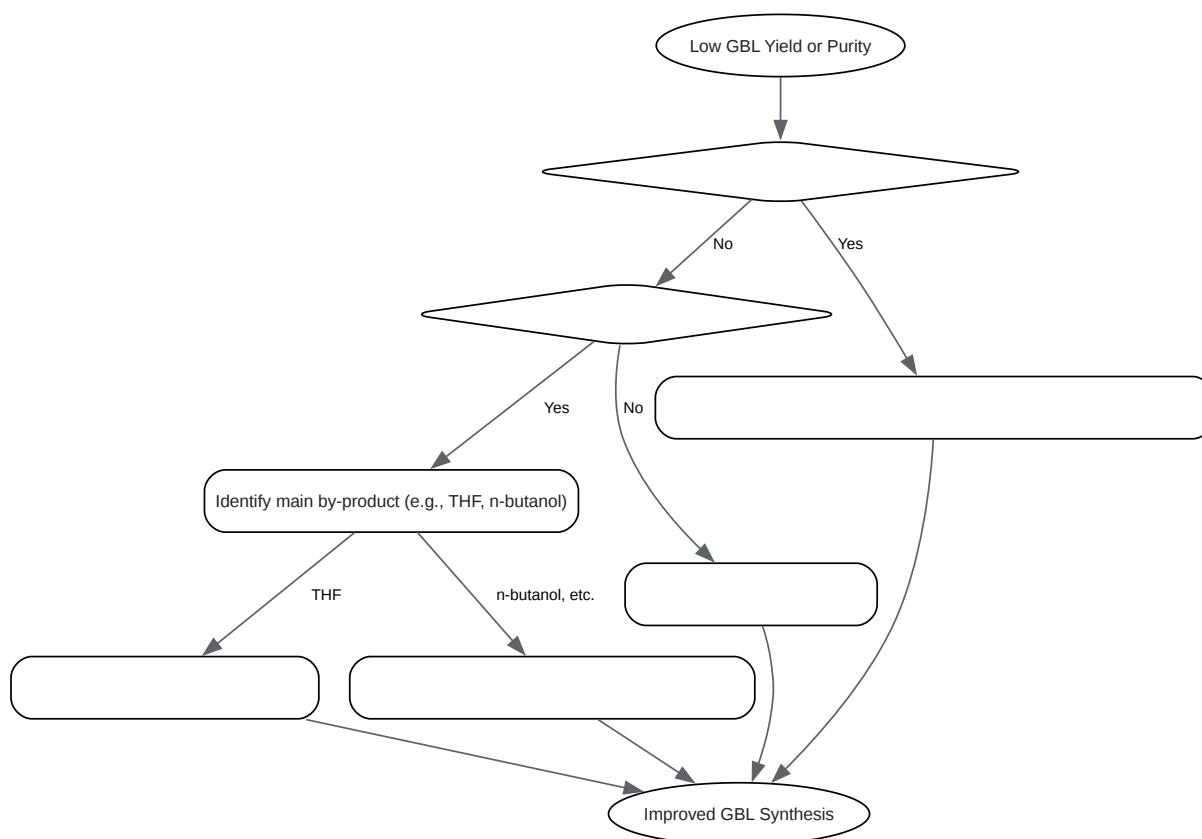 Low GBL Yield or Purity
No
Yes
Yes
No
Identify main by-product (e.g., THF, n-butanol)
THF
n-butanol, etc.
Improved GBL Synthesis